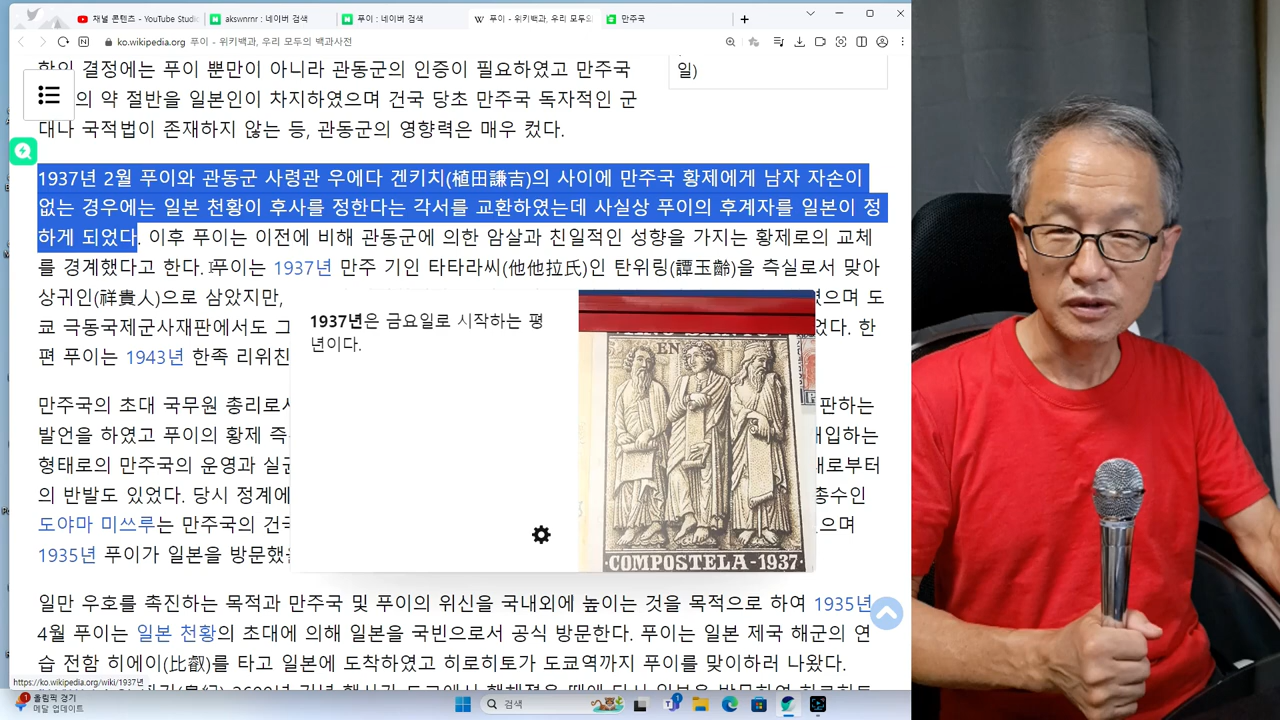 채널 콘텐츠 - YouTube Studio
akswnrnr : 네이버 검색
푸이 : 네이버 검색
푸이 - 위키백과, 우리 모두의
만주국
ko.wikipedia.org 푸이 - 위키백과, 우리 모두의 백과사전
결정에는 푸이 뿐만이 아니라 관동군의 인증이 필요하였고 만주국
일)
의 약 절반을 일본인이 차지하였으며 건국 당초 만주국 독자적인 군
대나 국적법이 존재하지 않는 등, 관동군의 영향력은 매우 컸다.
1937년 2월 푸이와 관동군 사령관 우에다 겐키치(植田謙吉)의 사이에 만주국 황제에게 남자 자손이
없는 경우에는 일본 천황이 후사를 정한다는 각서를 교환하였는데 사실상 푸이의 후계자를 일본이 정
하게 되었다. 이후 푸이는 이전에 비해 관동군에 의한 암살과 친일적인 성향을 가지는 황제로의 교체
를 경계했다고 한다. 푸이는 1937년 만주 기인 타타라씨(他他拉氏)인 탄위링(譚玉齡)을 측실로서 맞아
상귀인(祥貴人)으로 삼았지만,
으며 도
쿄 극동국제군사재판에서도 그
었다. 한
편 푸이는 1943년 한족 리위친
1937년은 금요일로 시작하는 평
년이다.
EN
COMPOSTELA-1937
만주국의 초대 국무원 총리로서
판하는
발언을 하였고 푸이의 황제 즉
개입하는
형태로의 만주국의 운영과 실권
대로부터
의 반발도 있었다. 당시 정계에
총수인
도야마 미쓰루는 만주국의 건국
으며
1935년 푸이가 일본을 방문했을
일만 우호를 촉진하는 목적과 만주국 및 푸이의 위신을 국내외에 높이는 것을 목적으로 하여 1935년
4월 푸이는 일본 천황의 초대에 의해 일본을 국빈으로서 공식 방문한다. 푸이는 일본 제국 해군의 연
습 전함 히에이(比叡)를 타고 일본에 도착하였고 히로히토가 도쿄역까지 푸이를 맞이하러 나왔다.
https://ko.wikipedia.org/wiki/1937년
올림픽 경기
메달 업데이트
검색